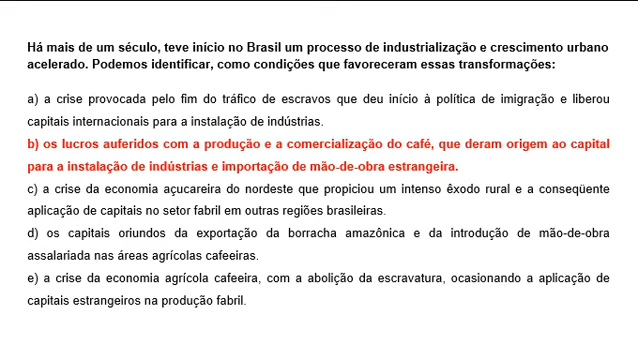 Há mais de um século, teve início no Brasil um processo de industrialização e crescimento urbano
acelerado. Podemos identificar, como condições que favoreceram essas transformações:
a) a crise provocada pelo fim do tráfico de escravos que deu início à política de imigração e liberou
capitais internacionais para a instalação de indústrias.
b) os lucros auferidos com a produção e a comercialização do café, que deram origem ao capital
para a instalação de indústrias e importação de mão-de-obra estrangeira.
c) a crise da economia açucareira do nordeste que propiciou um intenso êxodo rural e a conseqüente
aplicação de capitais no setor fabril em outras regiões brasileiras.
d) os capitais oriundos da exportação da borracha amazônica e da introdução de mão-de-obra
assalariada nas áreas agrícolas cafeeiras.
e) a crise da economia agrícola cafeeira, com a abolição da escravatura, ocasionando a aplicação de
capitais estrangeiros na produção fabril.